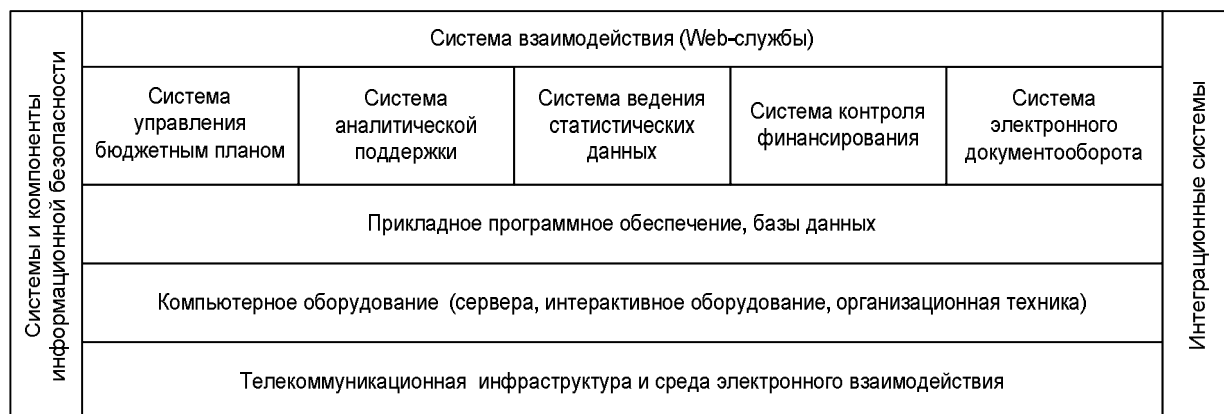 Системы и компоненты
информационной безопасности
Система взаимодействия (Web-службы)
Система
управления
бюджетным планом
Система
аналитической
поддержки
Система ведения
статистических
данных
Система контроля
финансирования
Система
электронного
документооборота
Прикладное программное обеспечение, базы данных
Компьютерное оборудование (сервера, интерактивное оборудование, организационная техника)
Телекоммуникационная инфраструктура и среда электронного взаимодействия
Интеграционные системы